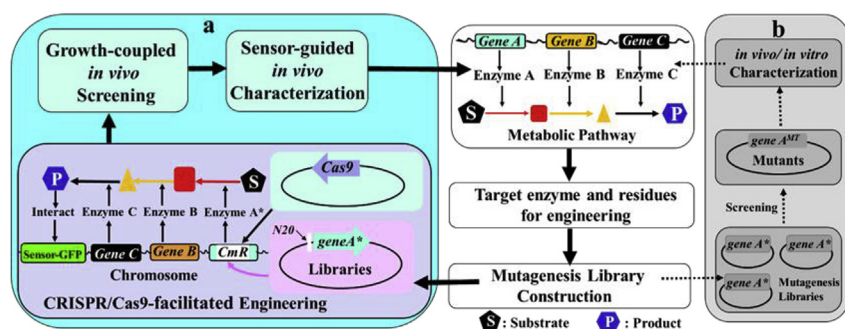 a
Growth-coupled
in vivo
Screening
Sensor-guided
in vivo
Characterization
P
S
Interact
Enzyme C
Enzyme B
Enzyme A*
Sensor-GFP
Gene C
Gene B
CmR
Chromosome
CRISPR/Cas9-facilitated Engineering
Cas9
N20
geneA*
Libraries
Gene A
Gene B
Gene C
Enzyme A
Enzyme B
Enzyme C
S
P
Metabolic Pathway
Target enzyme and residues
for engineering
Mutagenesis Library
Construction
S : Substrate
P : Product
b
in vivo/ in vitro
Characterization
gene A^MT
Mutants
Screening
gene A*
gene A*
gene A*
Mutagenesis
Libraries